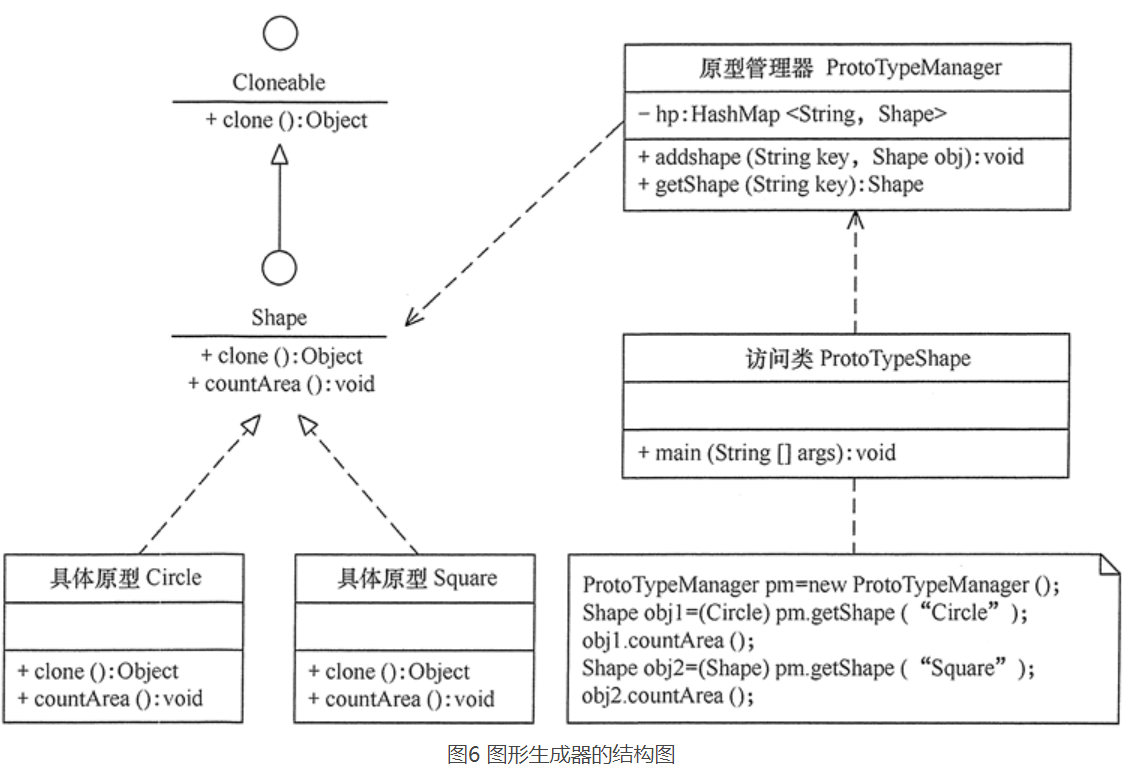 Cloneable
+ clone ():Object
Shape
+ clone ():Object
+ countArea ():void
具体原型 Circle
+ clone ():Object
+ countArea ():void
具体原型 Square
+ clone ():Object
+ countArea ():void
原型管理器 ProtoTypeManager
- hp:HashMap <String, Shape>
+ addshape (String key, Shape obj):void
+ getShape (String key):Shape
访问类 ProtoTypeShape
+ main (String [] args):void
ProtoTypeManager pm=new ProtoTypeManager ();
Shape obj1=(Circle) pm.getShape (“Circle”);
obj1.countArea ();
Shape obj2=(Shape) pm.getShape (“Square”);
obj2.countArea ();
图6 图形生成器的结构图